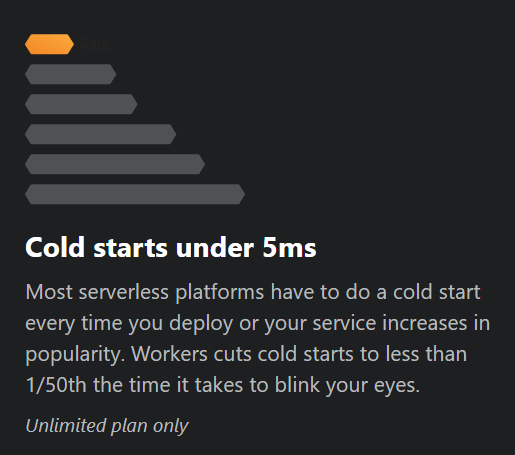 Cold starts under 5ms
Most serverless platforms have to do a cold start
every time you deploy or your service increases in
popularity. Workers cuts cold starts to less than
1/50th the time it takes to blink your eyes.
Unlimited plan only